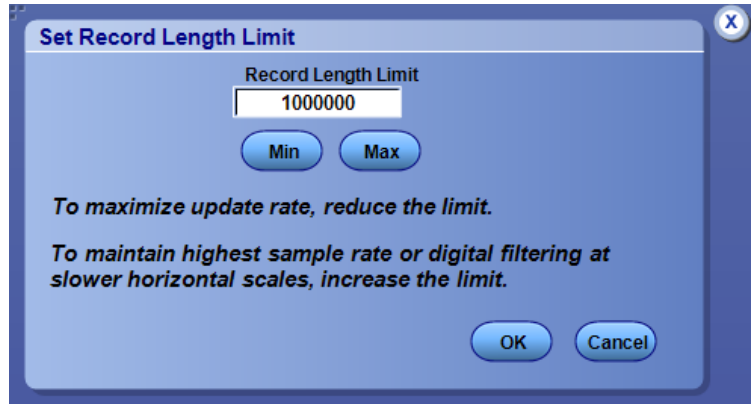 X
Set Record Length Limit
Record Length Limit
1000000
Min Max
To maximize update rate, reduce the limit.
To maintain highest sample rate or digital filtering at
slower horizontal scales, increase the limit.
OK Cancel